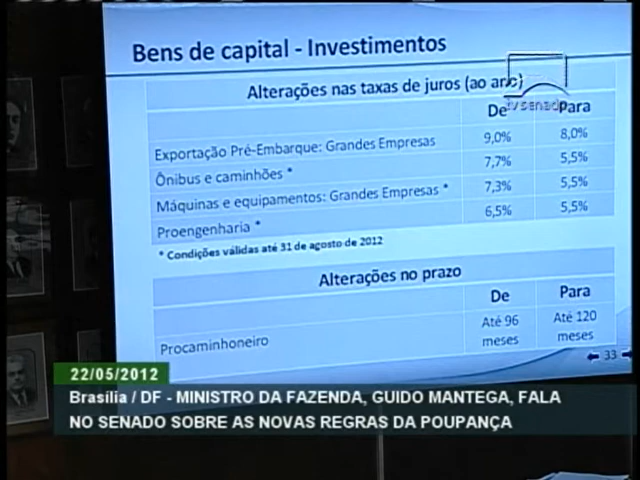 Bens de capital - Investimentos
Alterações nas taxas de juros (ao ano)
tv senado
De Para
Exportação Pré-Embarque: Grandes Empresas 9,0% 8,0%
Ônibus e caminhões * 7,7% 5,5%
Máquinas e equipamentos: Grandes Empresas * 7,3% 5,5%
Proengenharia * 6,5% 5,5%
* Condições válidas até 31 de agosto de 2012
Alterações no prazo
De Para
Procaminhoneiro Até 96 meses Até 120 meses
33
22/05/2012
Brasília / DF - MINISTRO DA FAZENDA, GUIDO MANTEGA, FALA
NO SENADO SOBRE AS NOVAS REGRAS DA POUPANÇA